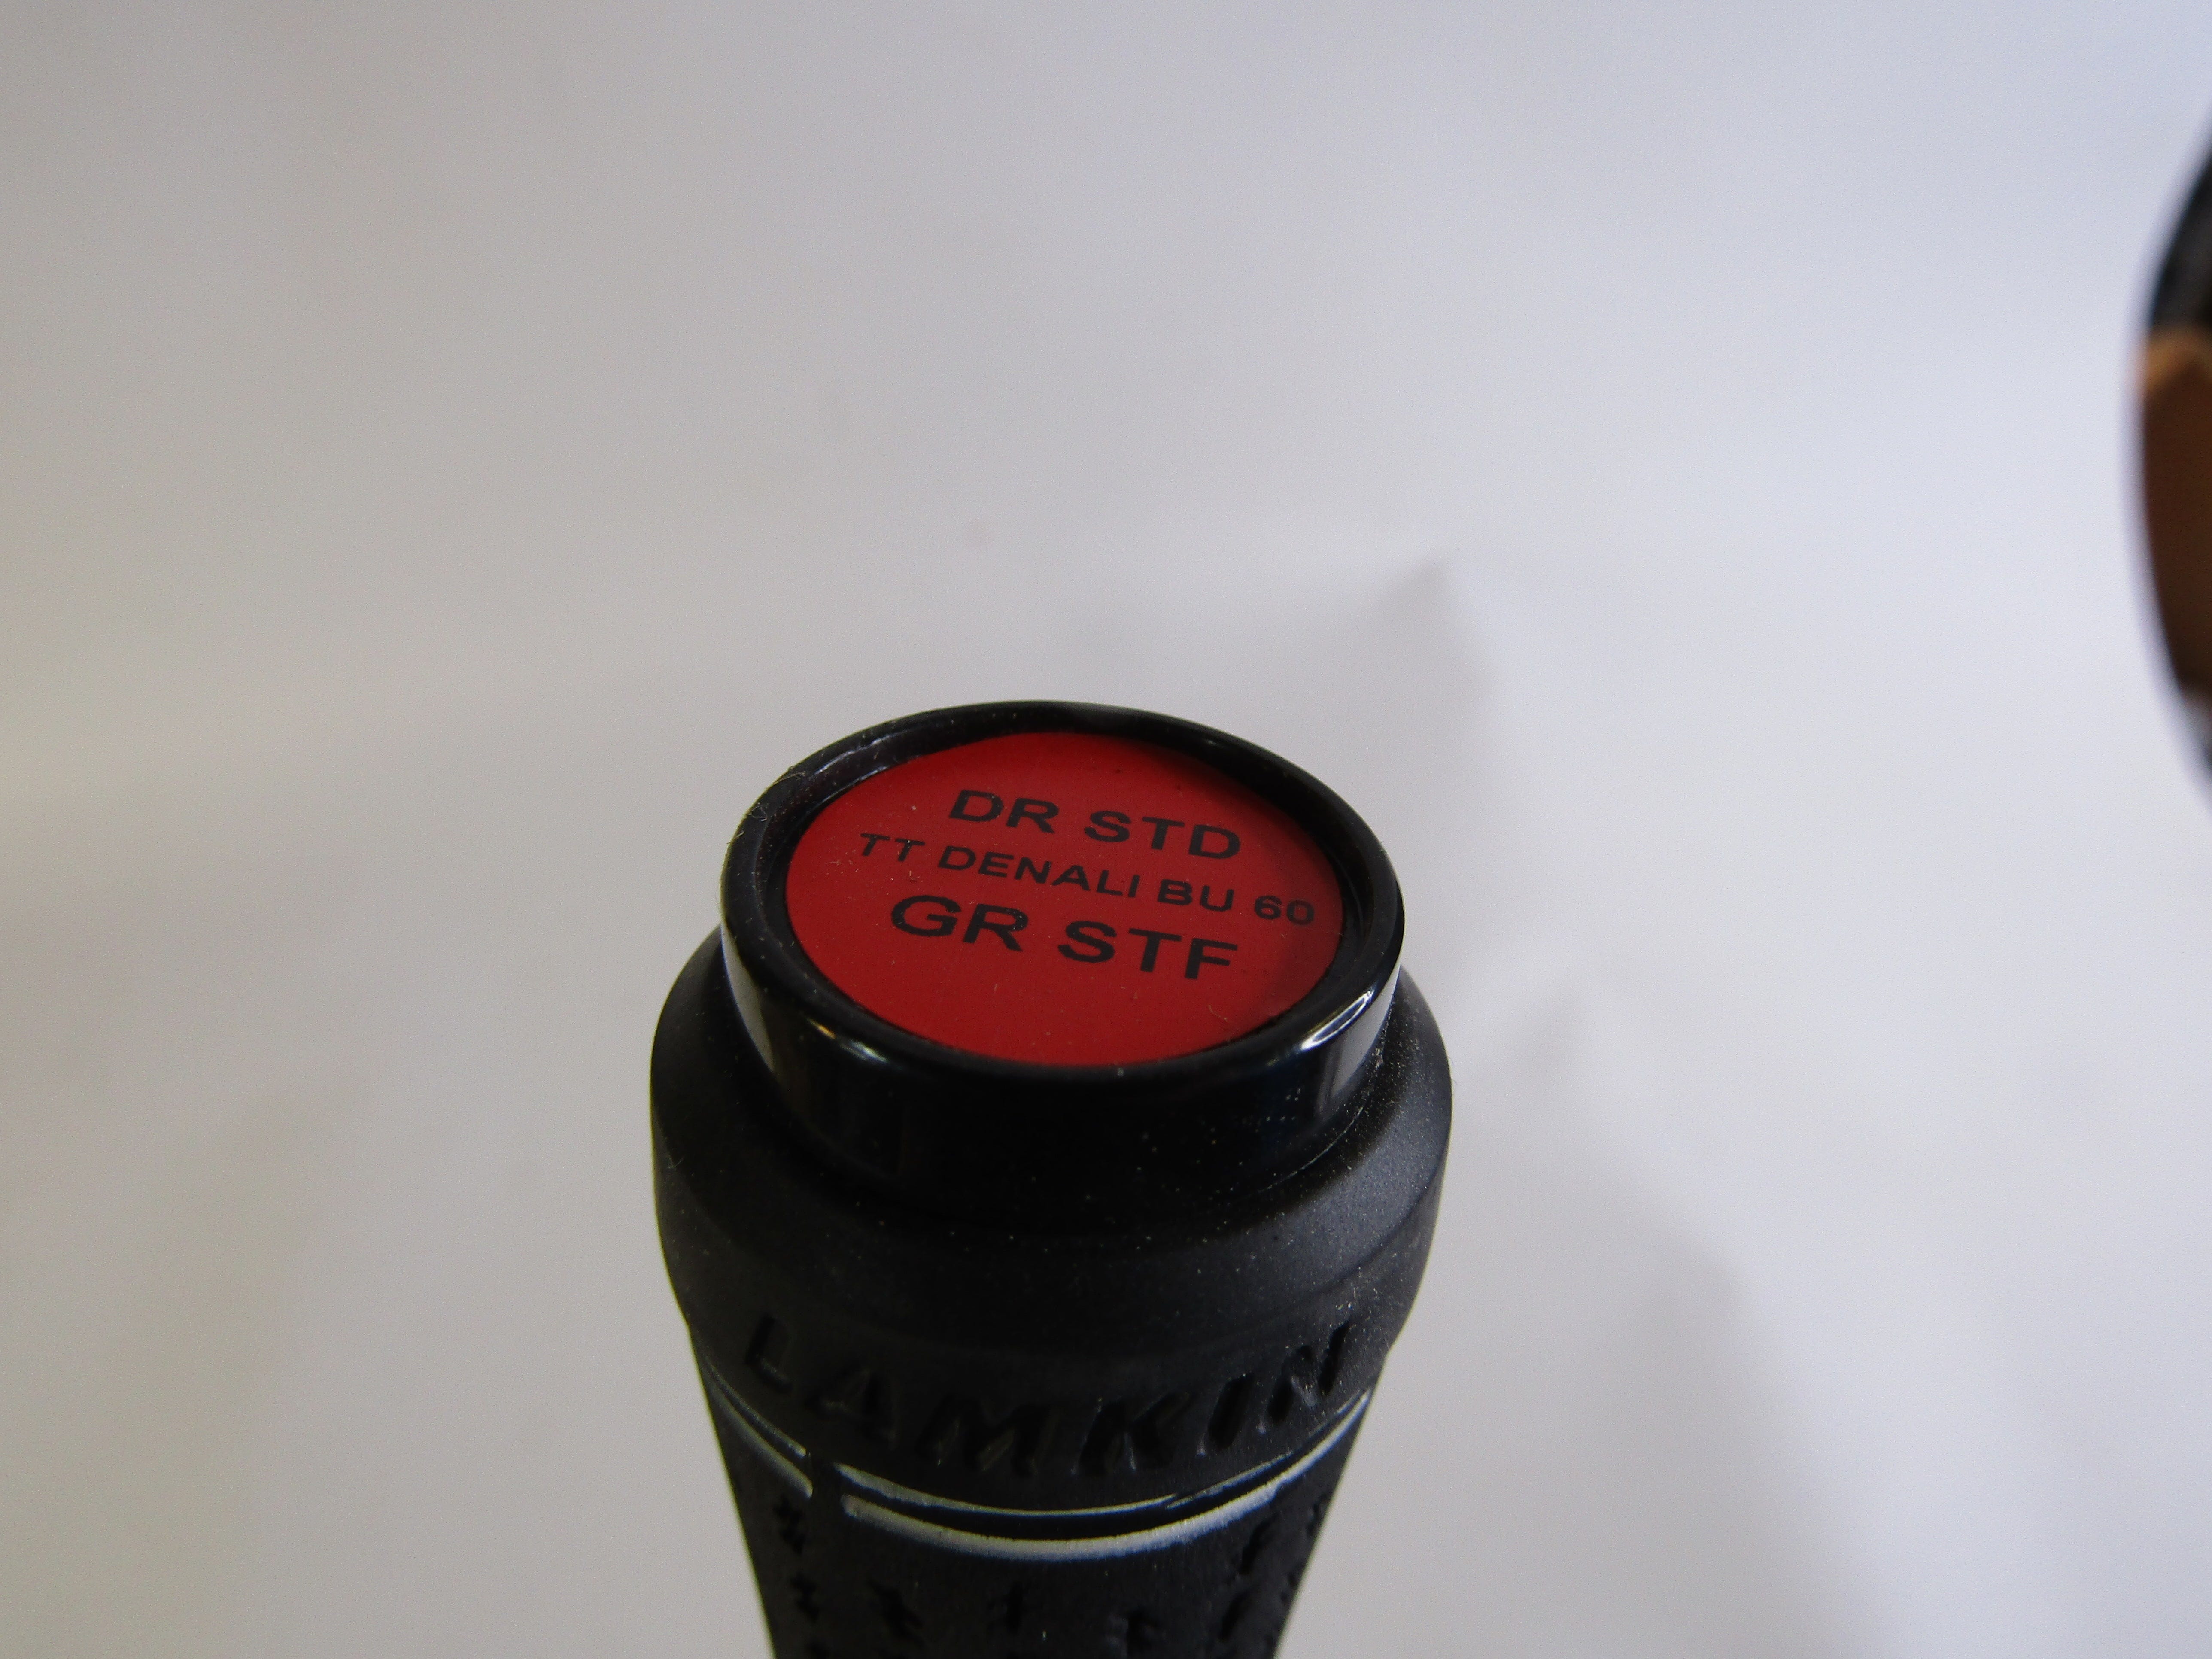 DR STD
TT DENALI BU 60
GR STF
LAMKIN